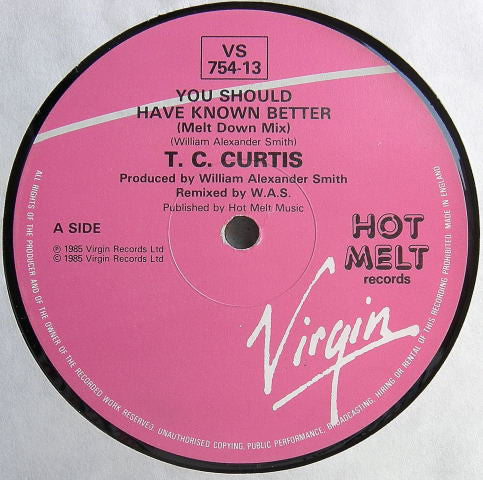 VS
754-13
YOU SHOULD
HAVE KNOWN BETTER
(Melt Down Mix)
(William Alexander Smith)
T. C. CURTIS
Produced by William Alexander Smith
Remixed by W.A.S.
Published by Hot Melt Music
A SIDE
℗ 1985 Virgin Records Ltd
© 1985 Virgin Records Ltd
HOT
MELT
records
Virgin
ALL RIGHTS OF THE PRODUCER AND OF THE OWNER OF THE RECORDED WORK RESERVED. UNAUTHORISED COPYING, PUBLIC PERFORMANCE, BROADCASTING, HIRING OR RENTAL OF THIS RECORDING PROHIBITED. MADE IN ENGLAND